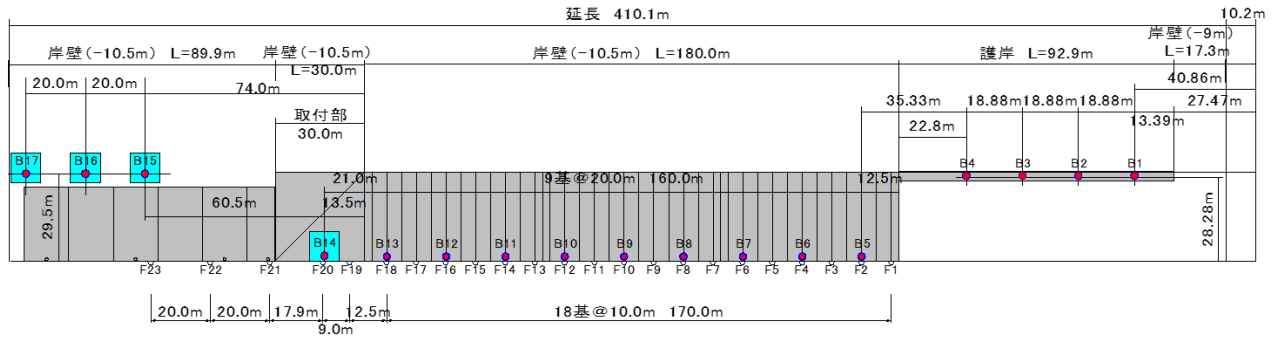 延長 410.1m
10.2m
岸壁(-10.5m) L=89.9m
岸壁(-10.5m)
L=30.0m
岸壁(-10.5m) L=180.0m
護岸 L=92.9m
岸壁(-9m)
L=17.3m
20.0m
20.0m
74.0m
40.86m
35.33m
18.88m
18.88m
18.88m
27.47m
取付部
30.0m
22.8m
13.39m
B17
B16
B15
B4
B3
B2
B1
21.0m
9基@20.0m 160.0m
12.5m
60.5m
13.5m
29.5m
28.28m
B14
B13
B12
B11
B10
B9
B8
B7
B6
B5
F23
F22
F21
F20
F19
F18
F17
F16
F15
F14
F13
F12
F11
F10
F9
F8
F7
F6
F5
F4
F3
F2
F1
20.0m
20.0m
17.9m
12.5m
18基@10.0m 170.0m
9.0m